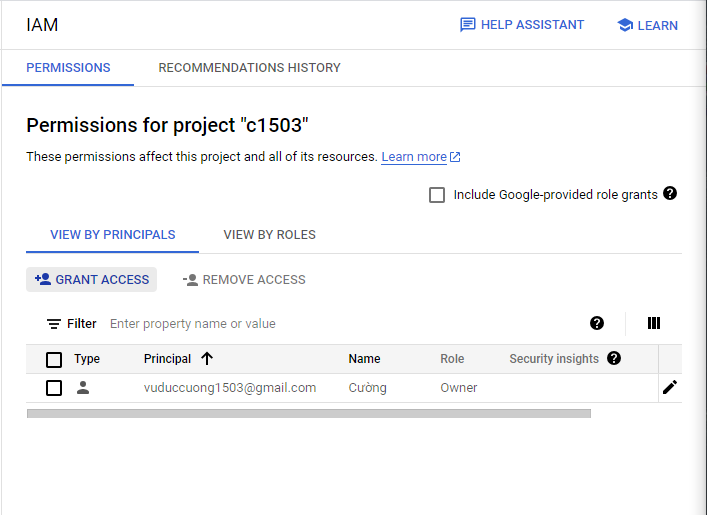 IAM
HELP ASSISTANT
LEARN
PERMISSIONS
RECOMMENDATIONS HISTORY
Permissions for project "c1503"
These permissions affect this project and all of its resources. Learn more
Include Google-provided role grants
VIEW BY PRINCIPALS
VIEW BY ROLES
GRANT ACCESS
REMOVE ACCESS
Filter Enter property name or value
Type Principal Name Role Security insights
vuduccuong1503@gmail.com Cường Owner